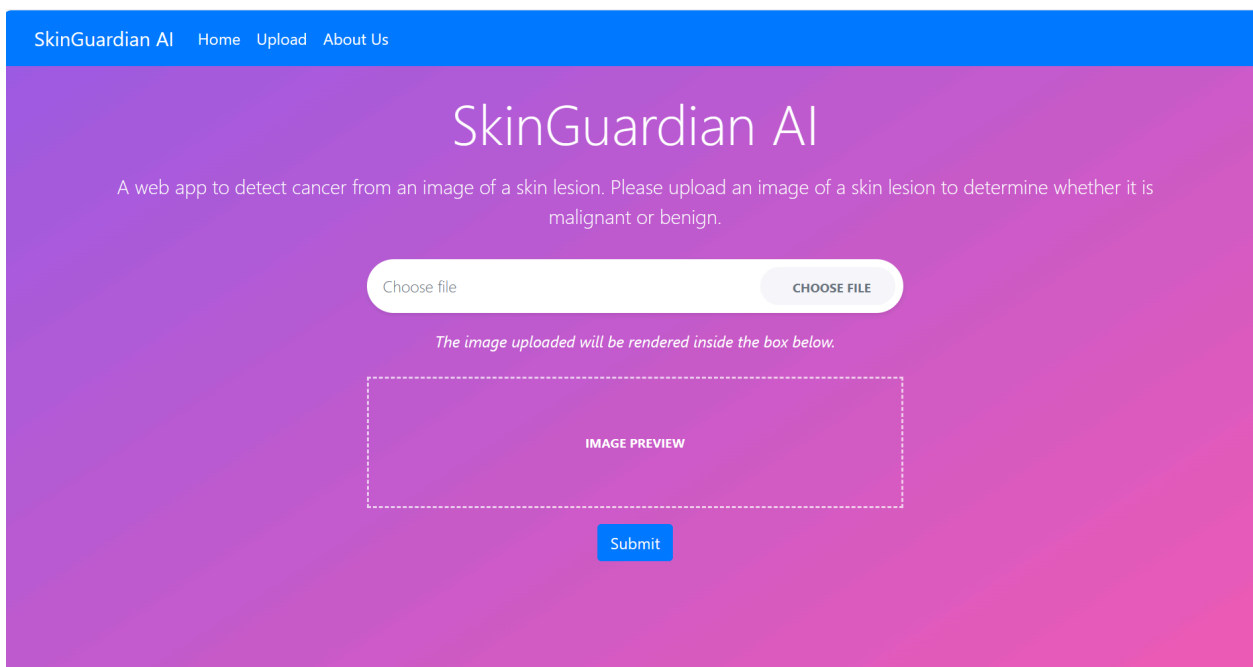 SkinGuardian AI Home Upload About Us
SkinGuardian AI
A web app to detect cancer from an image of a skin lesion. Please upload an image of a skin lesion to determine whether it is
malignant or benign.
Choose file CHOOSE FILE
The image uploaded will be rendered inside the box below.
IMAGE PREVIEW
Submit